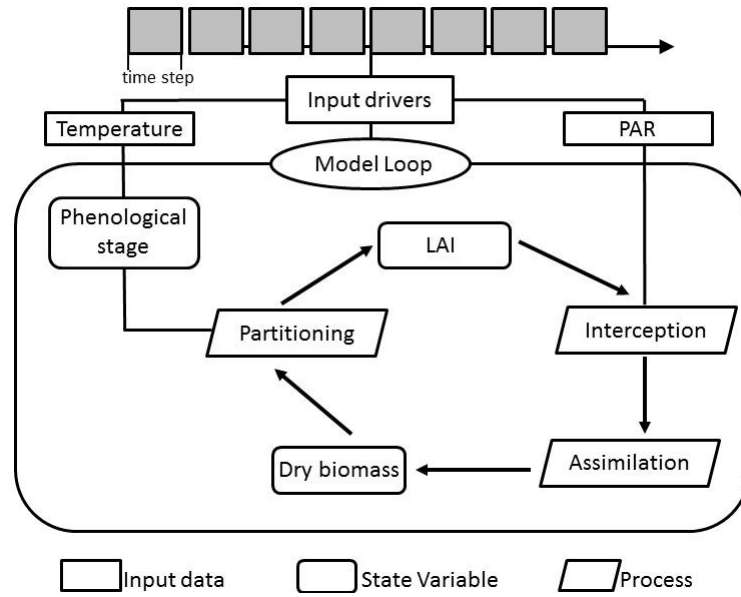 time step
Input drivers
Temperature
PAR
Model Loop
Phenological
stage
LAI
Partitioning
Interception
Dry biomass
Assimilation
Input data
State Variable
Process